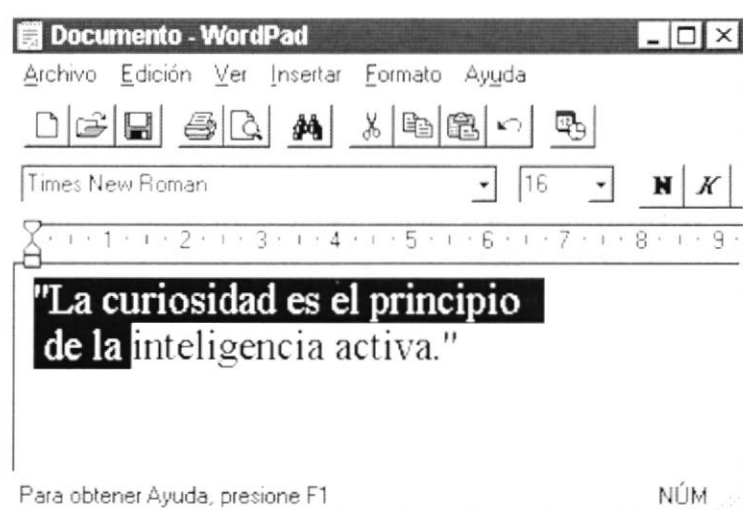 Documento - WordPad
Archivo Edición Ver Insertar Formato Ayuda
Times New Roman 16 N K
1 2 3 4 5 6 7 8 9
"La curiosidad es el principio
de la inteligencia activa."
Para obtener Ayuda, presione F1 NÚM